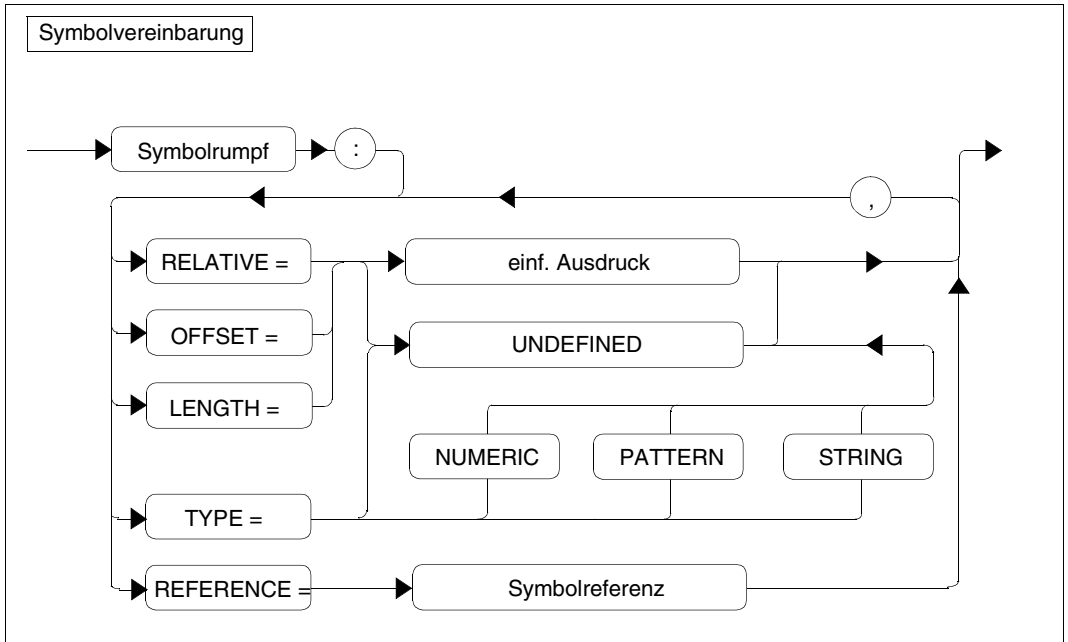 Symbolvereinbarung
Symbolrumpf :
,
RELATIVE = einf. Ausdruck
OFFSET = UNDEFINED
LENGTH =
NUMERIC PATTERN STRING
TYPE =
REFERENCE = Symbolreferenz